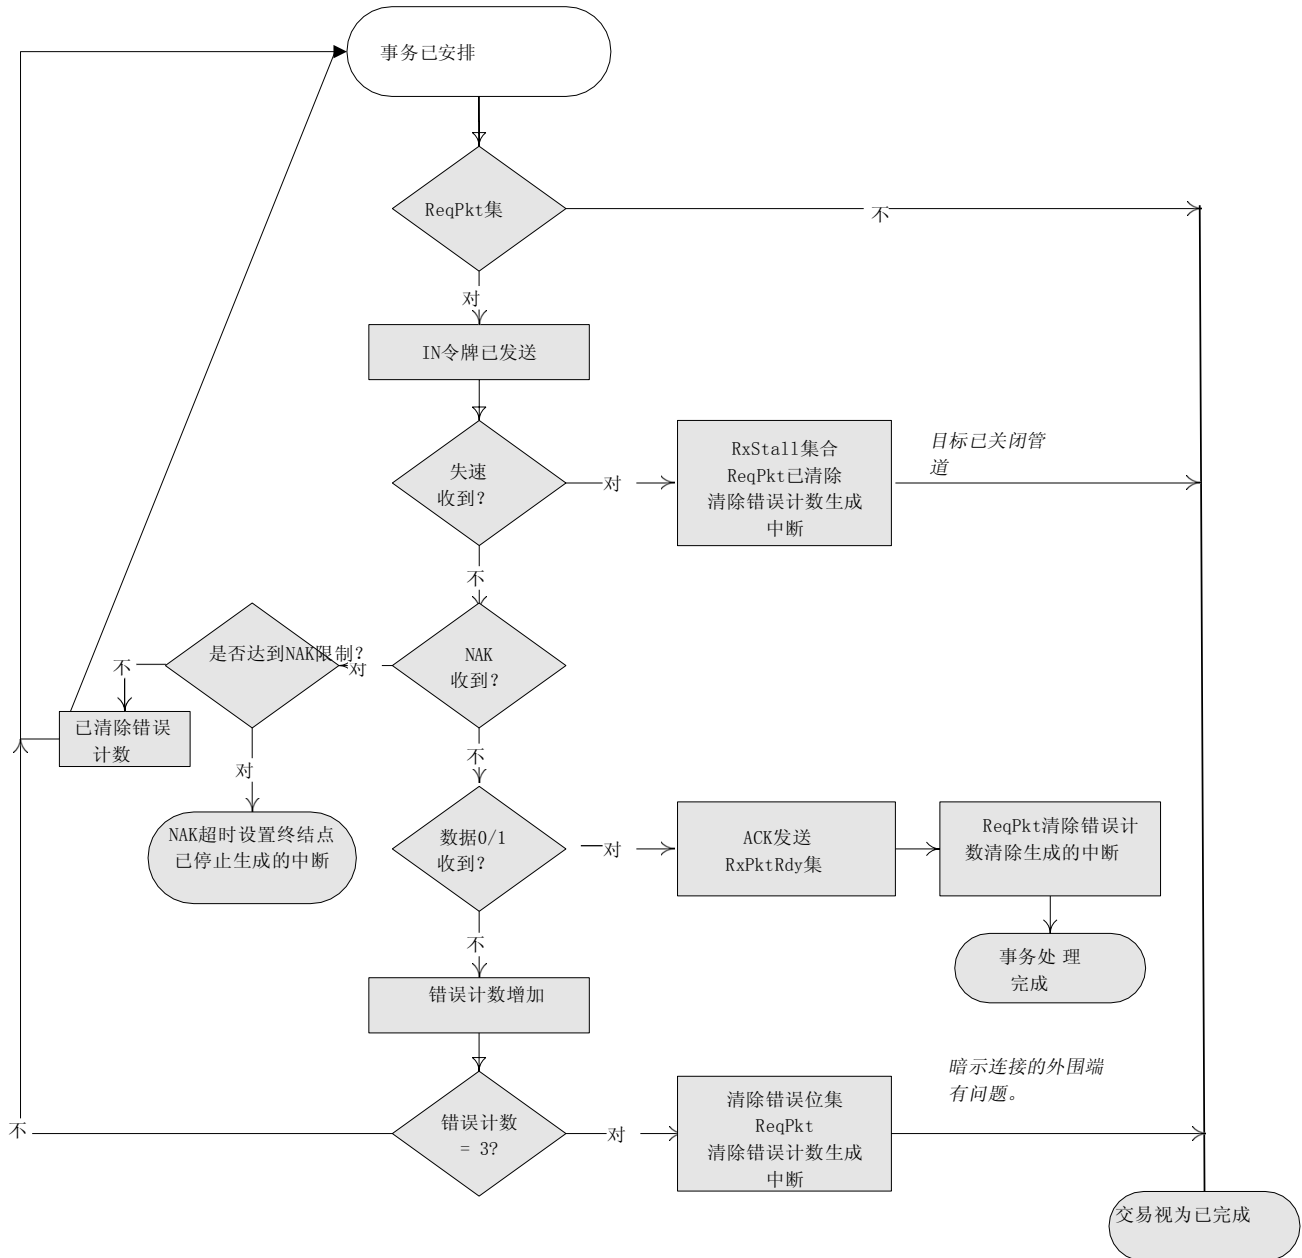 事务已安排
ReqPkt集
不
对
IN令牌已发送
失速
收到?
对
RxStall集合
ReqPkt已清除
清除错误计数生成
中断
目标已关闭管
道
不
是否达到NAK限制?
对
NAK
收到?
不
已清除错误
计数
对
不
NAK超时设置终结点
已停止生成的中断
数据0/1
收到?
对
ACK发送
RxPktRdy集
ReqPkt清除错误计
数清除生成的中断
不
事务处 理
完成
错误计数增加
暗示连接的外围端
有问题。
不
错误计数
= 3?
对
清除错误位集
ReqPkt
清除错误计数生成
中断
交易视为已完成